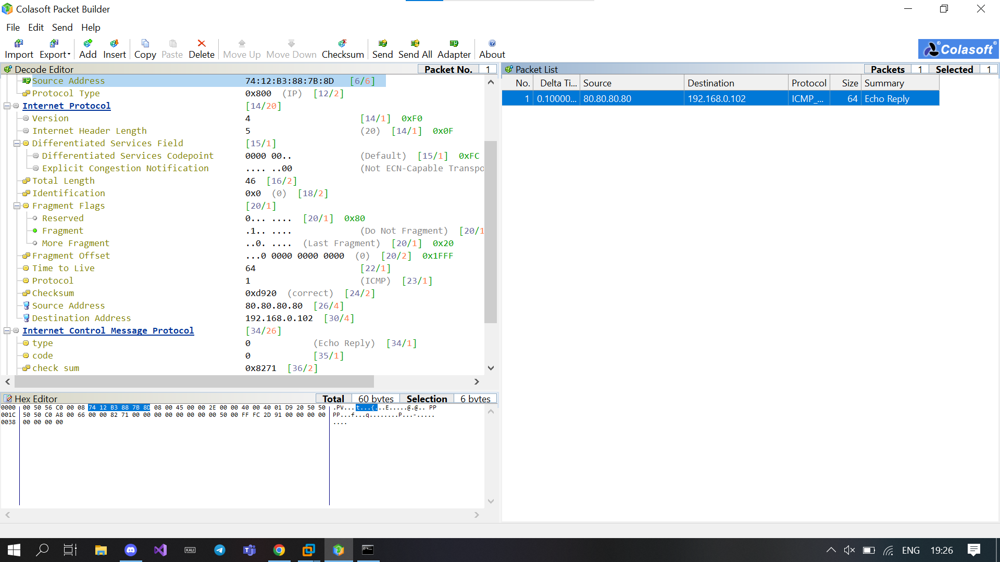 Colasoft Packet Builder
File Edit Send Help
Import Export Add Insert Copy Paste Delete Move Up Move Down Checksum Send Send All Adapter About
Colasoft®
Decode Editor Packet No. 1
Source Address 74:12:B3:88:7B:8D [6/6]
Protocol Type 0x800 (IP) [12/2]
Internet Protocol [14/20]
Version 4 [14/1] 0xF0
Internet Header Length 5 (20) [14/1] 0x0F
Differentiated Services Field [15/1]
Differentiated Services Codepoint 0000 00.. (Default) [15/1] 0xFC
Explicit Congestion Notification .... ..00 (Not ECN-Capable Transpo
Total Length 46 [16/2]
Identification 0x0 (0) [18/2]
Fragment Flags [20/1]
Reserved 0... .... [20/1] 0x80
Fragment .1.. .... (Do Not Fragment) [20/1
More Fragment ..0. .... (Last Fragment) [20/1] 0x20
Fragment Offset ...0 0000 0000 0000 (0) [20/2] 0x1FFF
Time to Live 64 [22/1]
Protocol 1 (ICMP) [23/1]
Checksum 0xd920 (correct) [24/2]
Source Address 80.80.80.80 [26/4]
Destination Address 192.168.0.102 [30/4]
Internet Control Message Protocol [34/26]
type 0 (Echo Reply) [34/1]
code 0 [35/1]
check sum 0x8271 [36/2]
Hex Editor Total 60 bytes Selection 6 bytes
0000 00 50 56 C0 00 08 74 12 B3 88 7B 8D 08 00 45 00 00 2E 00 00 40 00 40 01 D9 20 50 50 .PV...t...{...E.....@.@.. PP
001C 50 50 C0 A8 00 66 00 00 82 71 00 00 00 00 00 00 00 00 50 00 FF FC 2D 91 00 00 00 00 PP...f...q........P...-.....
0038 00 00 00 00 ....
Packet List Packets 1 Selected 1
No. Delta Ti... Source Destination Protocol Size Summary
1 0.10000... 80.80.80.80 192.168.0.102 ICMP_... 64 Echo Reply
KALI
ENG 19:26